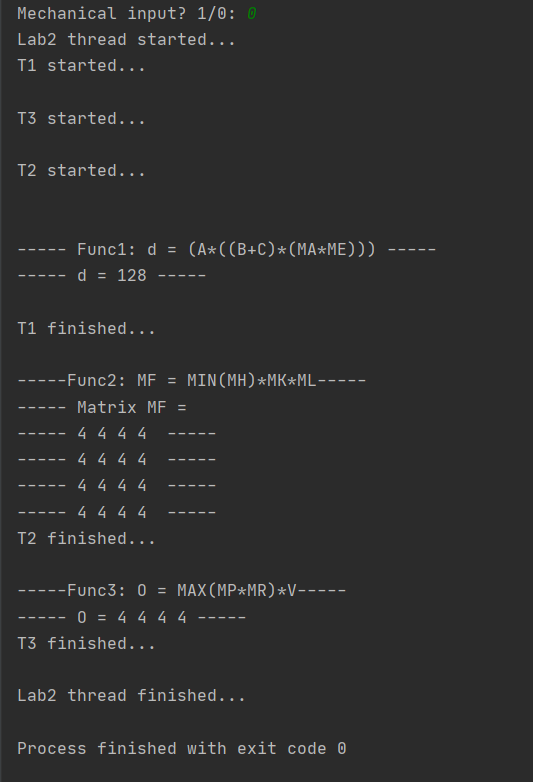 Mechanical input? 1/0: 0
Lab2 thread started...
T1 started...
T3 started...
T2 started...
----- Func1: d = (A*((B+C)*(MA*ME))) -----
----- d = 128 -----
T1 finished...
-----Func2: MF = MIN(MH)*MK*ML-----
----- Matrix MF =
----- 4 4 4 4  -----
----- 4 4 4 4  -----
----- 4 4 4 4  -----
----- 4 4 4 4  -----
T2 finished...
-----Func3: O = MAX(MP*MR)*V-----
----- O = 4 4 4 4 -----
T3 finished...
Lab2 thread finished...
Process finished with exit code 0